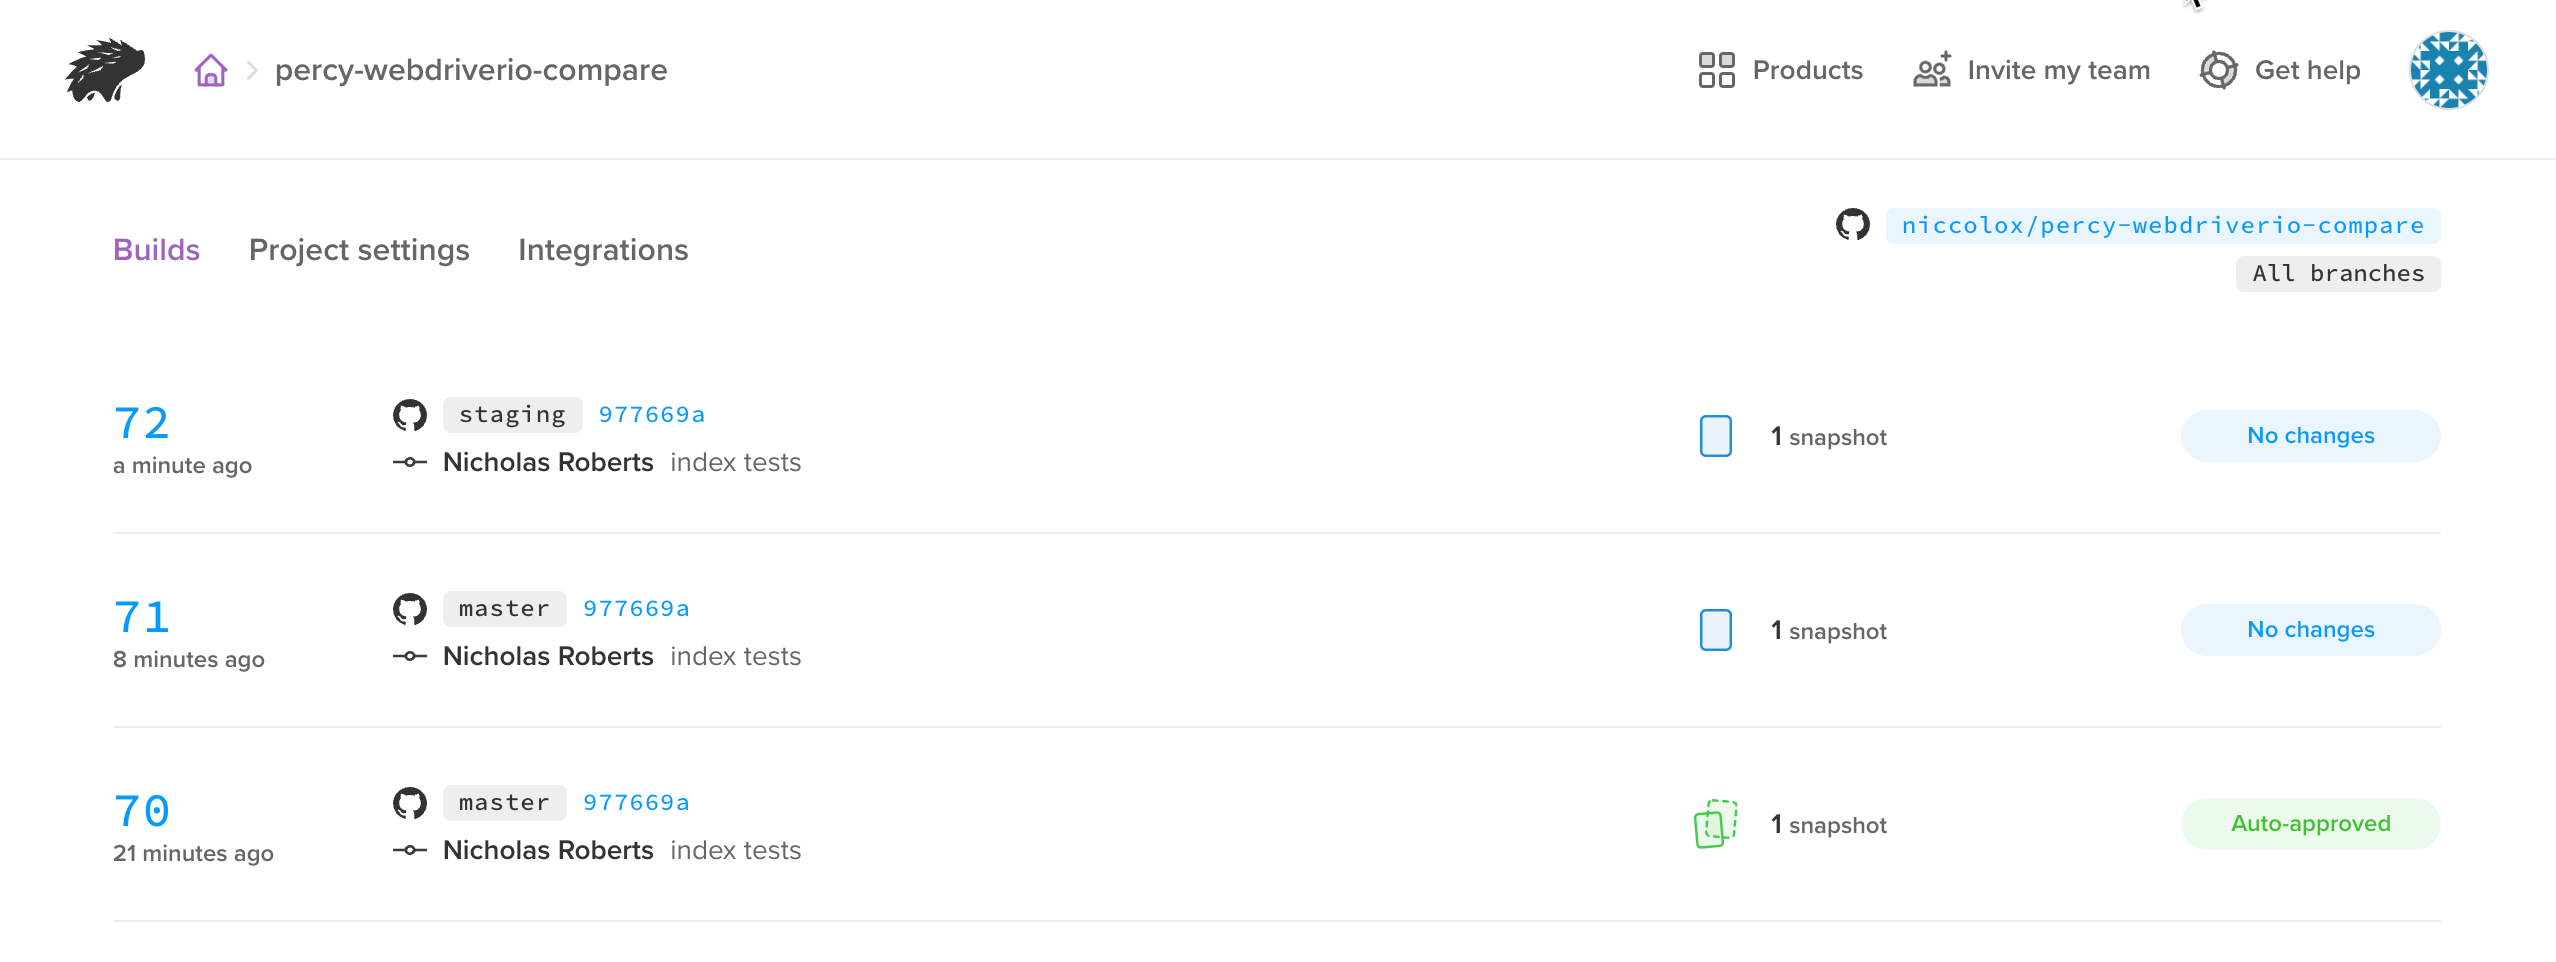 percy-webdriverio-compare
Products
Invite my team
Get help
Builds
Project settings
Integrations
niccolox/percy-webdriverio-compare
All branches
72
a minute ago
staging 977669a
Nicholas Roberts index tests
1 snapshot
No changes
71
8 minutes ago
master 977669a
Nicholas Roberts index tests
1 snapshot
No changes
70
21 minutes ago
master 977669a
Nicholas Roberts index tests
1 snapshot
Auto-approved